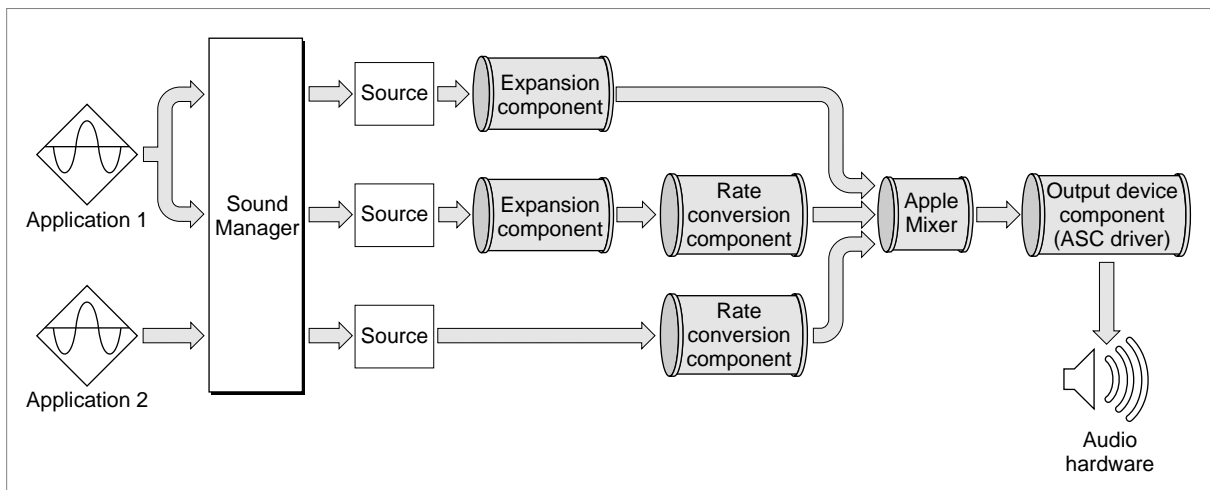 Application 1
Application 2
Sound
Manager
Source
Expansion
component
Source
Expansion
component
Rate
conversion
component
Source
Rate
conversion
component
Apple
Mixer
Output device
component
(ASC driver)
Audio
hardware